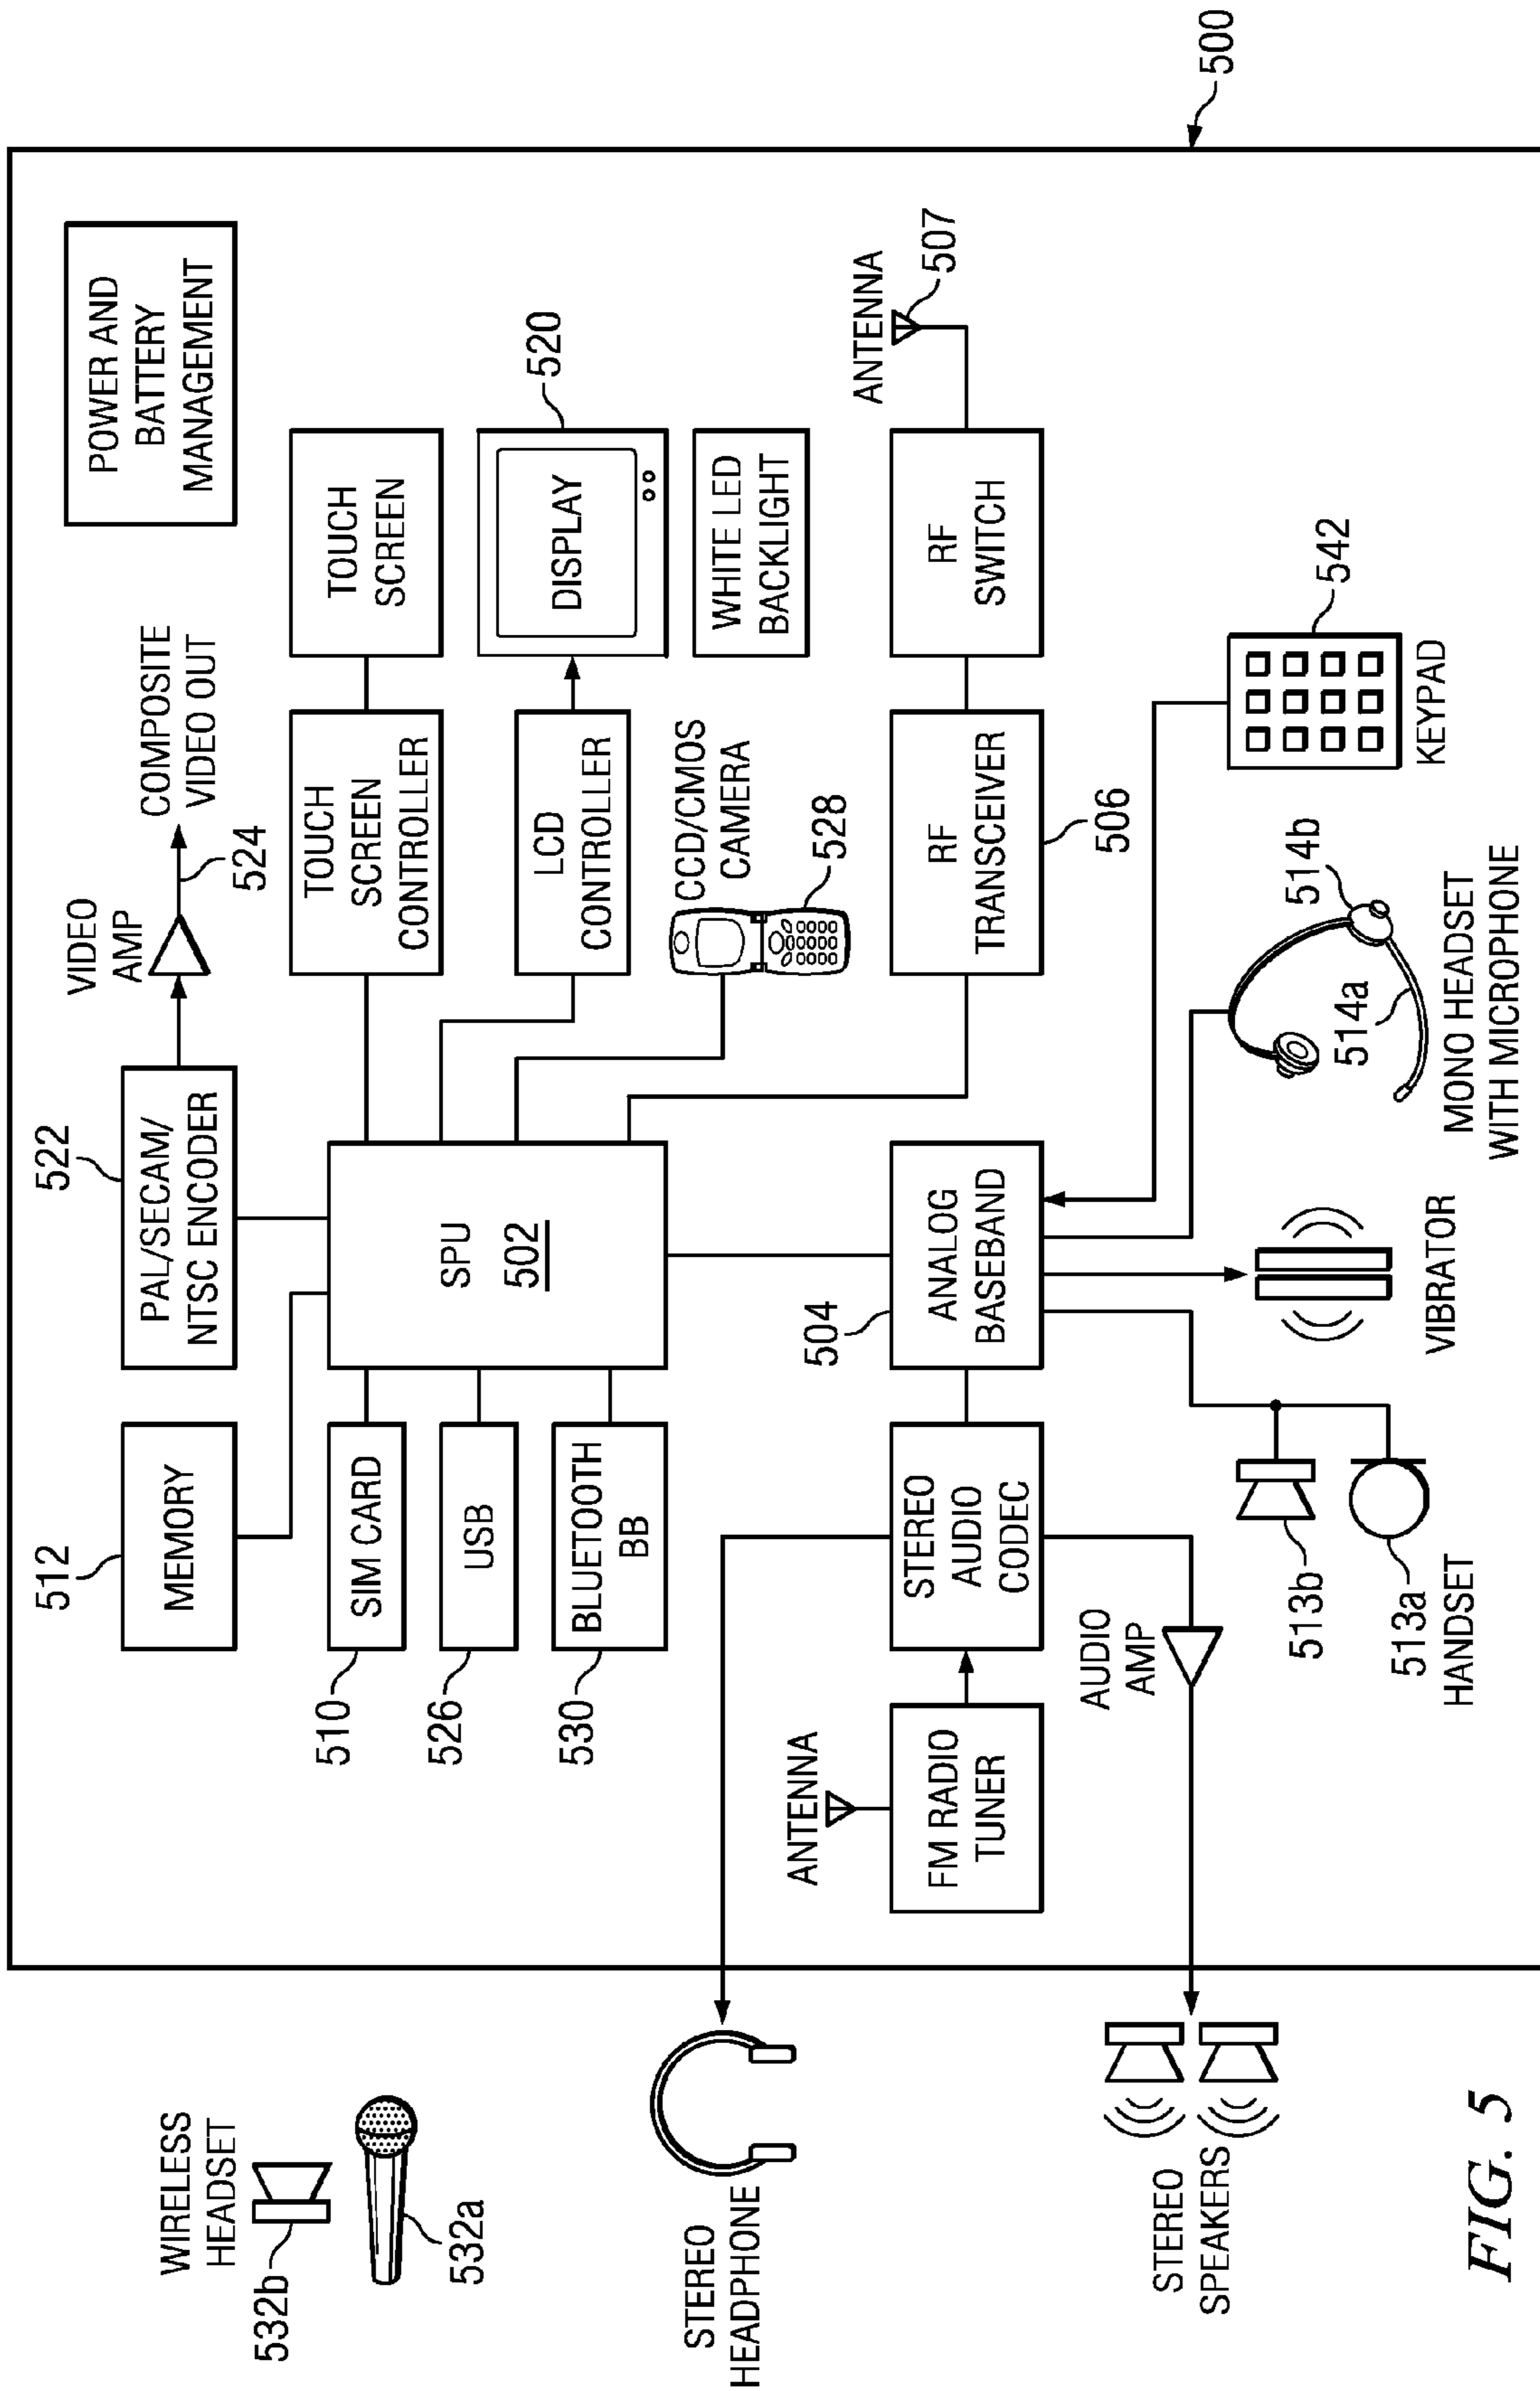 WIRELESS
HEADSET
532b
532a
STEREO
HEADPHONE
STEREO
SPEAKERS
512
MEMORY
522
PAL/SECAM/
NTSC ENCODER
VIDEO
AMP
524
COMPOSITE
VIDEO OUT
POWER AND
BATTERY
MANAGEMENT
510
SIM CARD
526
USB
530
BLUETOOTH
BB
SPU
502
TOUCH
SCREEN
CONTROLLER
TOUCH
SCREEN
LCD
CONTROLLER
DISPLAY
520
CCD/CMOS
CAMERA
528
WHITE LED
BACKLIGHT
ANTENNA
FM RADIO
TUNER
STEREO
AUDIO
CODEC
504
ANALOG
BASEBAND
RF
TRANSCEIVER
506
RF
SWITCH
ANTENNA
507
500
AUDIO
AMP
513b
513a
HANDSET
VIBRATOR
514a
514b
MONO HEADSET
WITH MICROPHONE
542
KEYPAD
FIG. 5